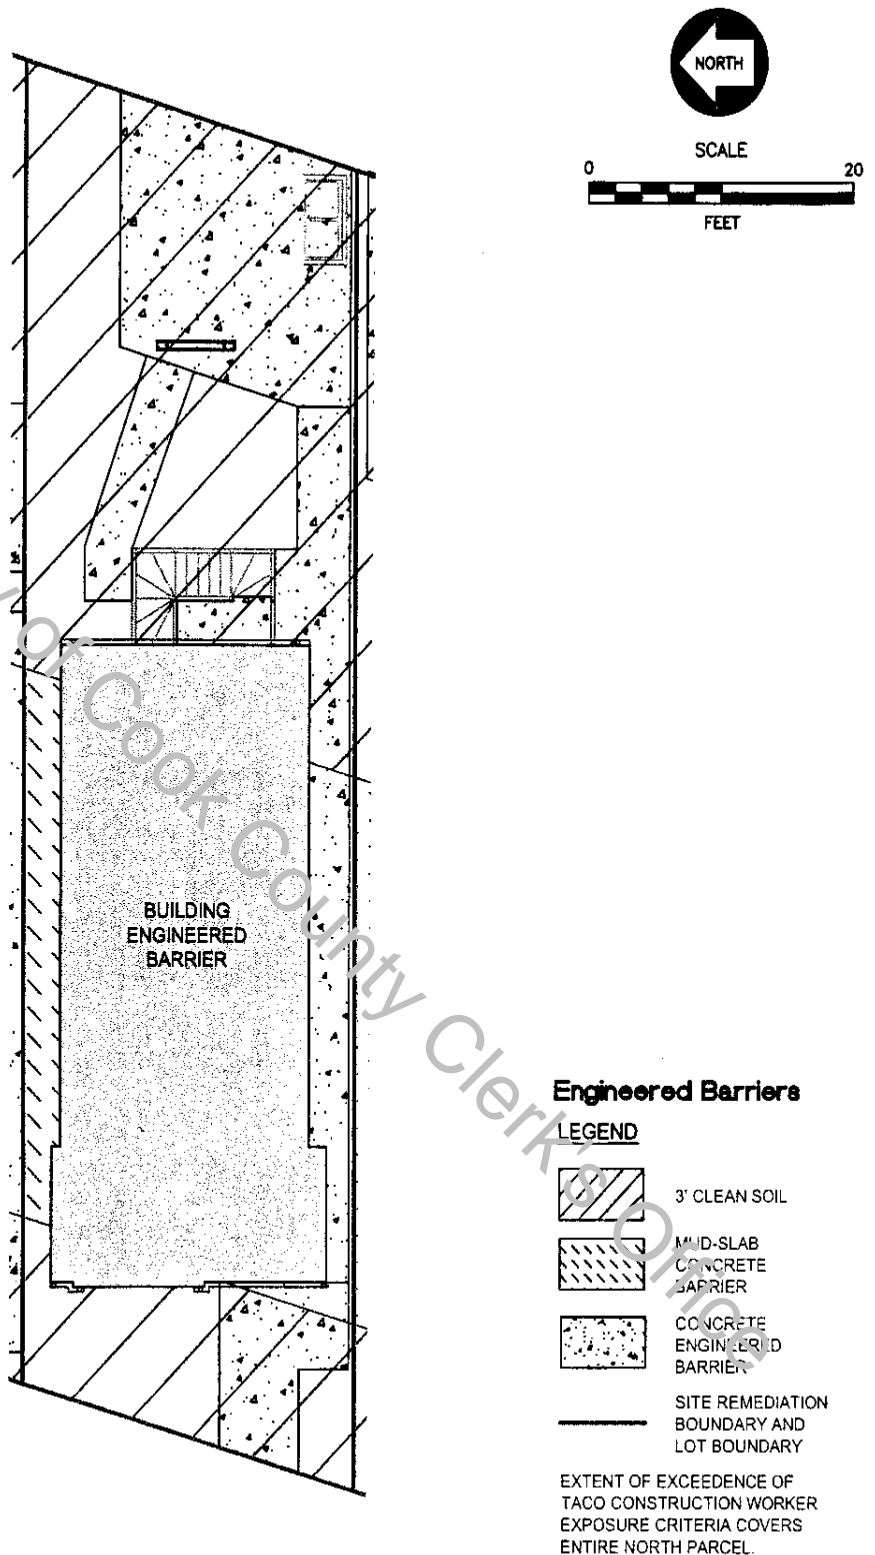 NORTH
SCALE
0 20
FEET
BUILDING
ENGINEERED
BARRIER
Engineered Barriers
LEGEND
3' CLEAN SOIL
MUD-SLAB
CONCRETE
BARRIER
CONCRETE
ENGINEERED
BARRIER
SITE REMEDIATION
BOUNDARY AND
LOT BOUNDARY
EXTENT OF EXCEEDENCE OF
TACO CONSTRUCTION WORKER
EXPOSURE CRITERIA COVERS
ENTIRE NORTH PARCEL.
of Cook County Clerk's Office